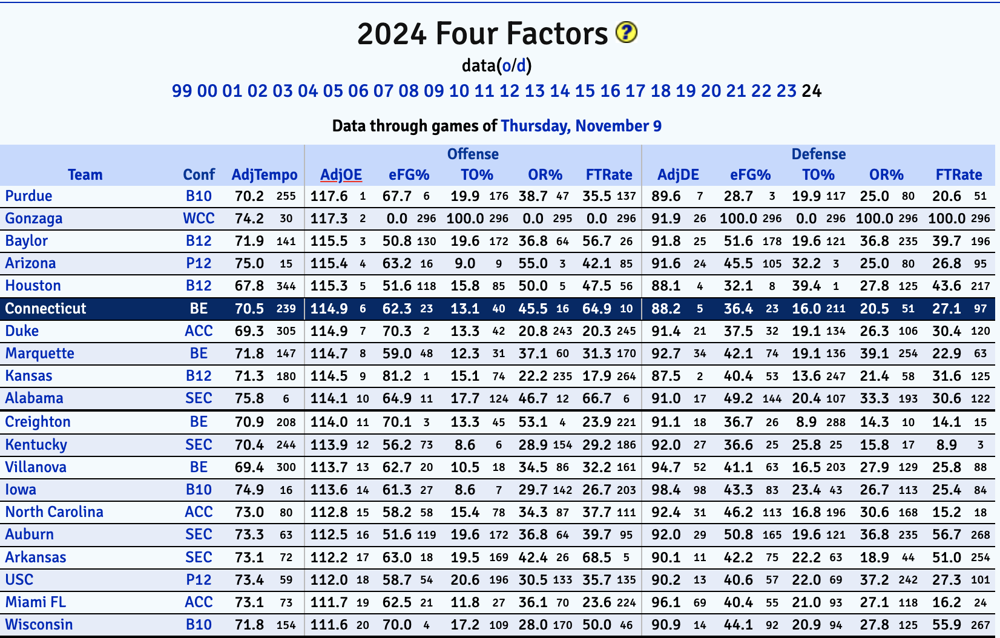 2024 Four Factors ?
data(o/d)
99 00 01 02 03 04 05 06 07 08 09 10 11 12 13 14 15 16 17 18 19 20 21 22 23 24
Data through games of Thursday, November 9
Offense Defense
Team Conf AdjTempo AdjOE eFG% TO% OR% FTRate AdjDE eFG% TO% OR% FTRate
Purdue B10 70.2 255 117.6 1 67.7 6 19.9 176 38.7 47 35.5 137 89.6 7 28.7 3 19.9 117 25.0 80 20.6 51
Gonzaga WCC 74.2 30 117.3 2 0.0 296 100.0 296 0.0 295 0.0 296 91.9 26 100.0 296 0.0 296 100.0 296 100.0 296
Baylor B12 71.9 141 115.5 3 50.8 130 19.6 172 36.8 64 56.7 26 91.8 25 51.6 178 19.6 121 36.8 235 39.7 196
Arizona P12 75.0 15 115.4 4 63.2 16 9.0 9 55.0 3 42.1 85 91.6 24 45.5 105 32.2 3 25.0 80 26.8 95
Houston B12 67.8 344 115.3 5 51.6 118 15.8 85 50.0 5 47.5 56 88.1 4 32.1 8 39.4 1 27.8 125 43.6 217
Connecticut BE 70.5 239 114.9 6 62.3 23 13.1 40 45.5 16 64.9 10 88.2 5 36.4 23 16.0 211 20.5 51 27.1 97
Duke ACC 69.3 305 114.9 7 70.3 2 13.3 42 20.8 243 20.3 245 91.4 21 37.5 32 19.1 134 26.3 106 30.4 120
Marquette BE 71.8 147 114.7 8 59.0 48 12.3 31 37.1 60 31.3 170 92.7 34 42.1 74 19.1 136 39.1 254 22.9 63
Kansas B12 71.3 180 114.5 9 81.2 1 15.1 74 22.2 235 17.9 264 87.5 2 40.4 53 13.6 247 21.4 58 31.6 125
Alabama SEC 75.8 6 114.1 10 64.9 11 17.7 124 46.7 12 66.7 6 91.0 17 49.2 144 20.4 107 33.3 193 30.6 122
Creighton BE 70.9 208 114.0 11 70.1 3 13.3 45 53.1 4 23.9 221 91.1 18 36.7 26 8.9 288 14.3 10 14.1 15
Kentucky SEC 70.4 244 113.9 12 56.2 73 8.6 6 28.9 154 29.2 186 92.0 27 36.6 25 25.8 25 15.8 17 8.9 3
Villanova BE 69.4 300 113.7 13 62.7 20 10.5 18 34.5 86 32.2 161 94.7 52 41.1 63 16.5 203 27.9 129 25.8 88
Iowa B10 74.9 16 113.6 14 61.3 27 8.6 7 29.7 142 26.7 203 98.4 98 43.3 83 23.4 43 26.7 113 25.4 84
North Carolina ACC 73.0 80 112.8 15 58.2 58 15.4 78 34.3 87 37.7 111 92.4 31 46.2 113 16.8 196 30.6 168 15.2 18
Auburn SEC 73.3 63 112.5 16 51.6 119 19.6 172 36.8 64 39.7 95 92.0 29 50.8 165 19.6 121 36.8 235 56.7 268
Arkansas SEC 73.1 72 112.2 17 63.0 18 19.5 169 42.4 26 68.5 5 90.1 11 42.2 75 22.2 63 18.9 44 51.0 254
USC P12 73.4 59 112.0 18 58.7 54 20.6 196 30.5 133 35.7 135 90.2 13 40.6 57 22.0 69 37.2 242 27.3 101
Miami FL ACC 73.1 73 111.7 19 62.5 21 11.8 27 36.1 70 23.6 224 96.1 69 40.4 55 21.0 93 27.1 118 16.2 24
Wisconsin B10 71.8 154 111.6 20 70.0 4 17.2 109 28.0 170 50.0 46 90.9 14 44.1 92 20.9 94 27.8 125 55.9 267